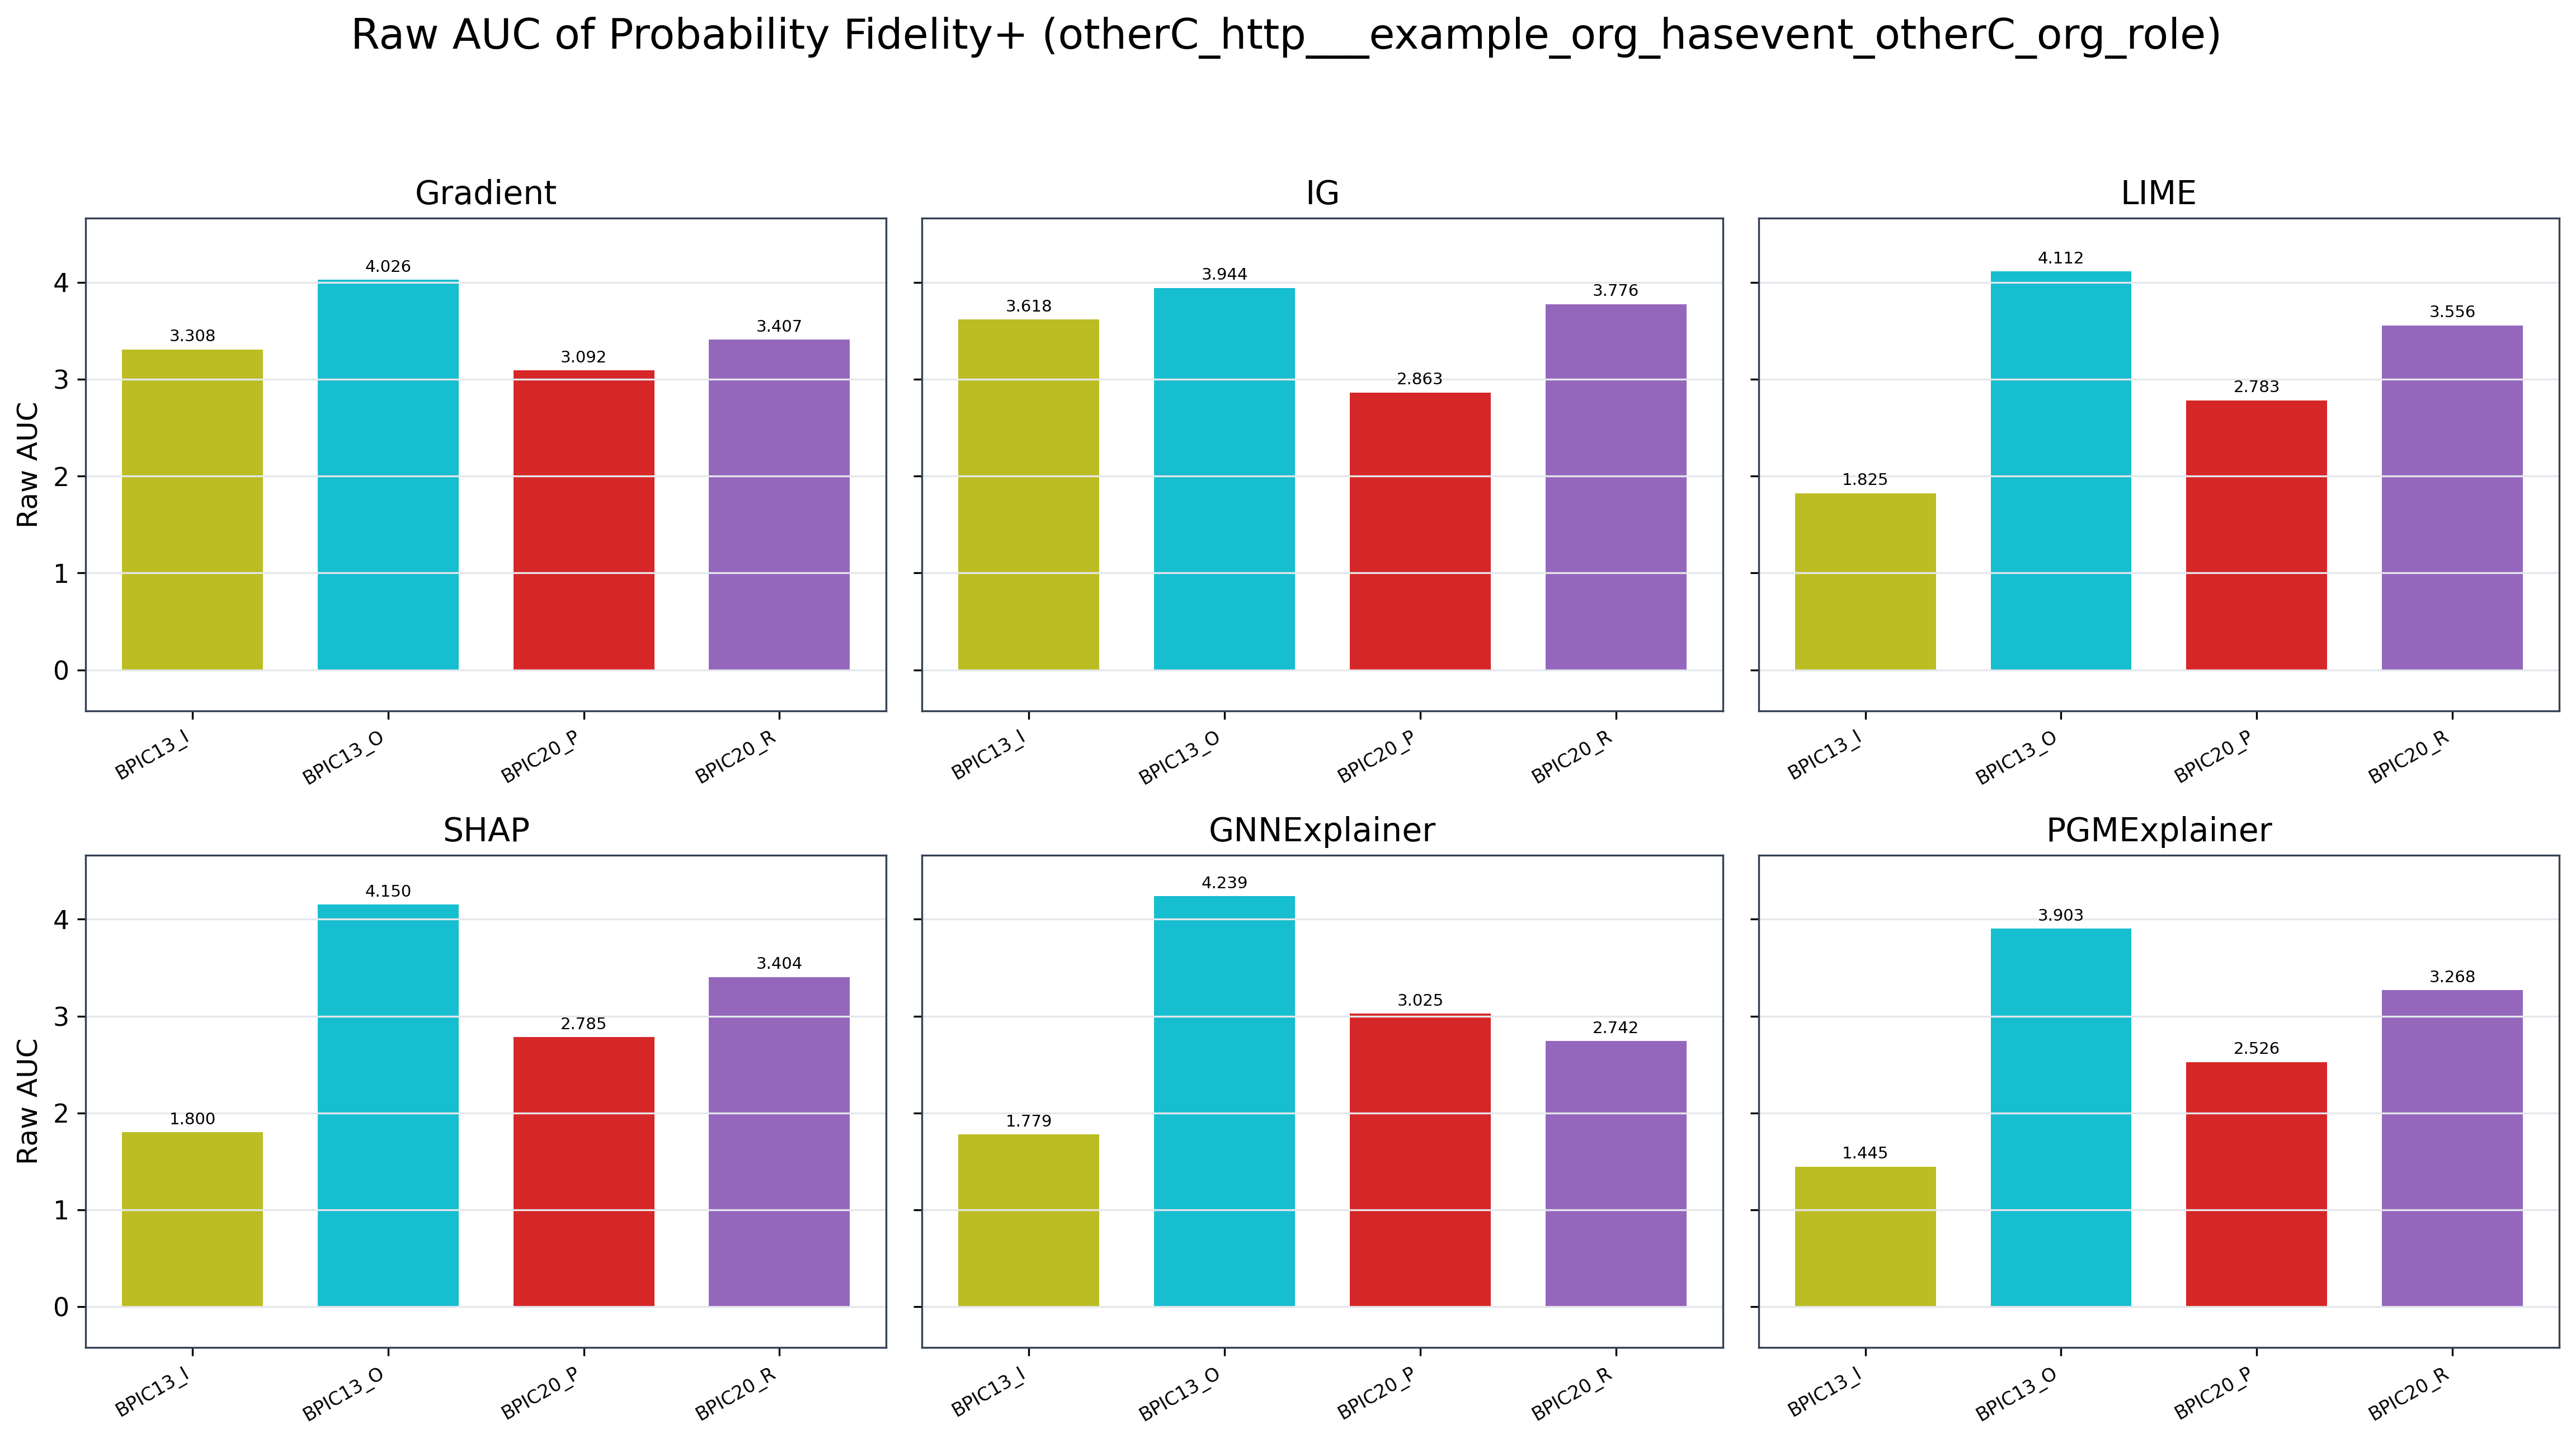 Raw AUC of Probability Fidelity+ (otherC_http___example_org_hasevent_otherC_org_role)
Gradient
IG
LIME
Raw AUC
4
3
2
1
0
3.308
4.026
3.092
3.407
3.618
3.944
2.863
3.776
1.825
4.112
2.783
3.556
BPIC13_I
BPIC13_O
BPIC20_P
BPIC20_R
BPIC13_I
BPIC13_O
BPIC20_P
BPIC20_R
BPIC13_I
BPIC13_O
BPIC20_P
BPIC20_R
SHAP
GNNExplainer
PGMExplainer
Raw AUC
4
3
2
1
0
1.800
4.150
2.785
3.404
1.779
4.239
3.025
2.742
1.445
3.903
2.526
3.268
BPIC13_I
BPIC13_O
BPIC20_P
BPIC20_R
BPIC13_I
BPIC13_O
BPIC20_P
BPIC20_R
BPIC13_I
BPIC13_O
BPIC20_P
BPIC20_R